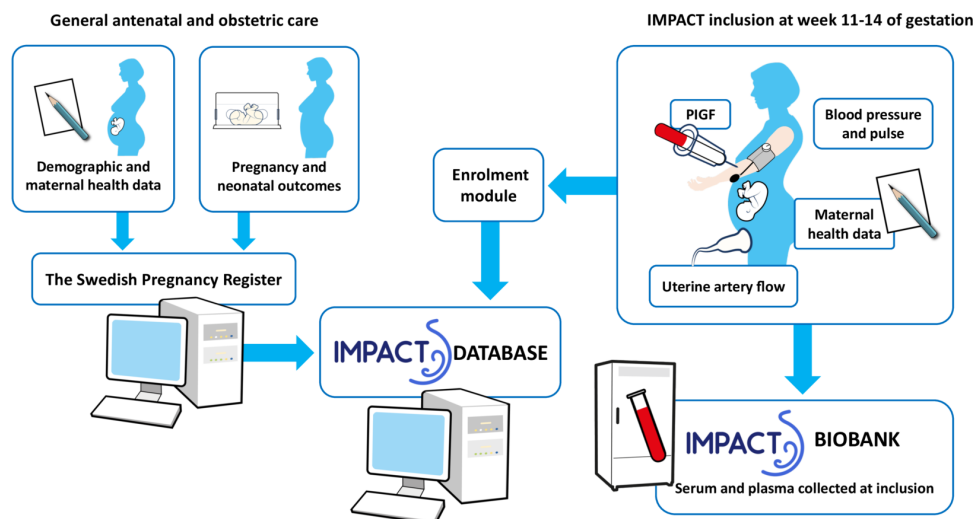 General antenatal and obstetric care
IMPACT inclusion at week 11-14 of gestation
Demographic and
maternal health data
Pregnancy and
neonatal outcomes
The Swedish Pregnancy Register
Enrolment
module
IMPACT DATABASE
PIGF
Blood pressure
and pulse
Maternal
health data
Uterine artery flow
IMPACT BIOBANK
Serum and plasma collected at inclusion